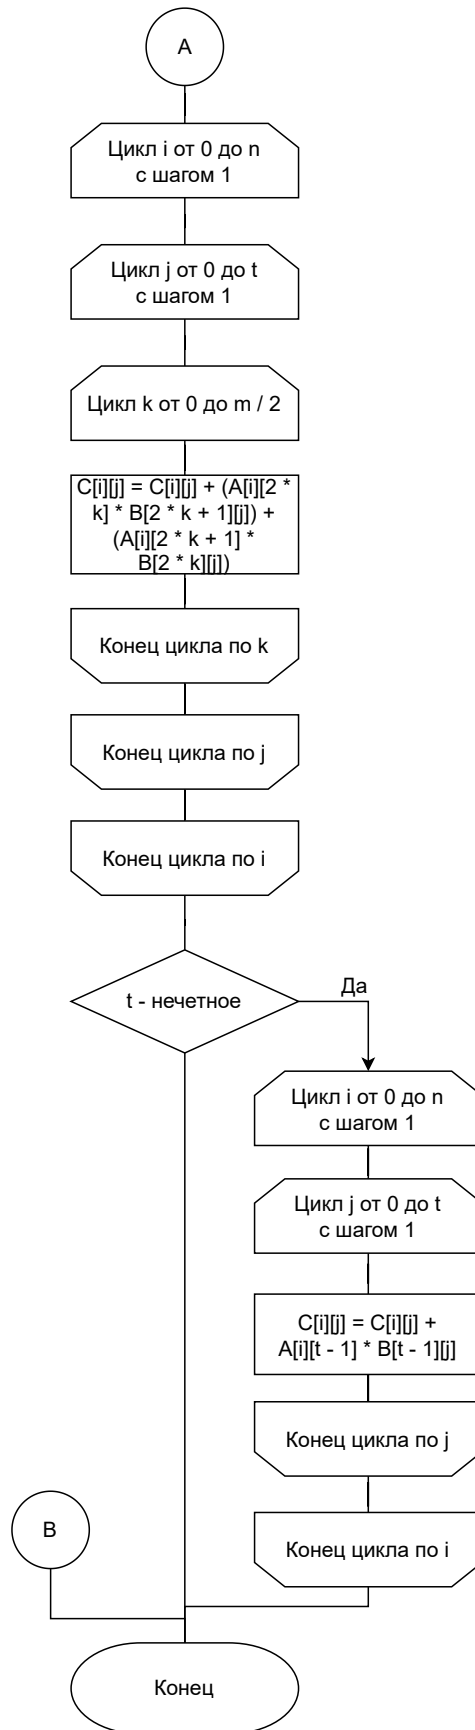 A
Цикл i от 0 до n
с шагом 1
Цикл j от 0 до t
с шагом 1
Цикл k от 0 до m / 2
C[i][j] = C[i][j] + (A[i][2 *
k] * B[2 * k + 1][j]) +
(A[i][2 * k + 1] *
B[2 * k][j])
Конец цикла по k
Конец цикла по j
Конец цикла по i
t - нечетное
Да
Цикл i от 0 до n
с шагом 1
Цикл j от 0 до t
с шагом 1
C[i][j] = C[i][j] +
A[i][t - 1] * B[t - 1][j]
Конец цикла по j
Конец цикла по i
B
Конец